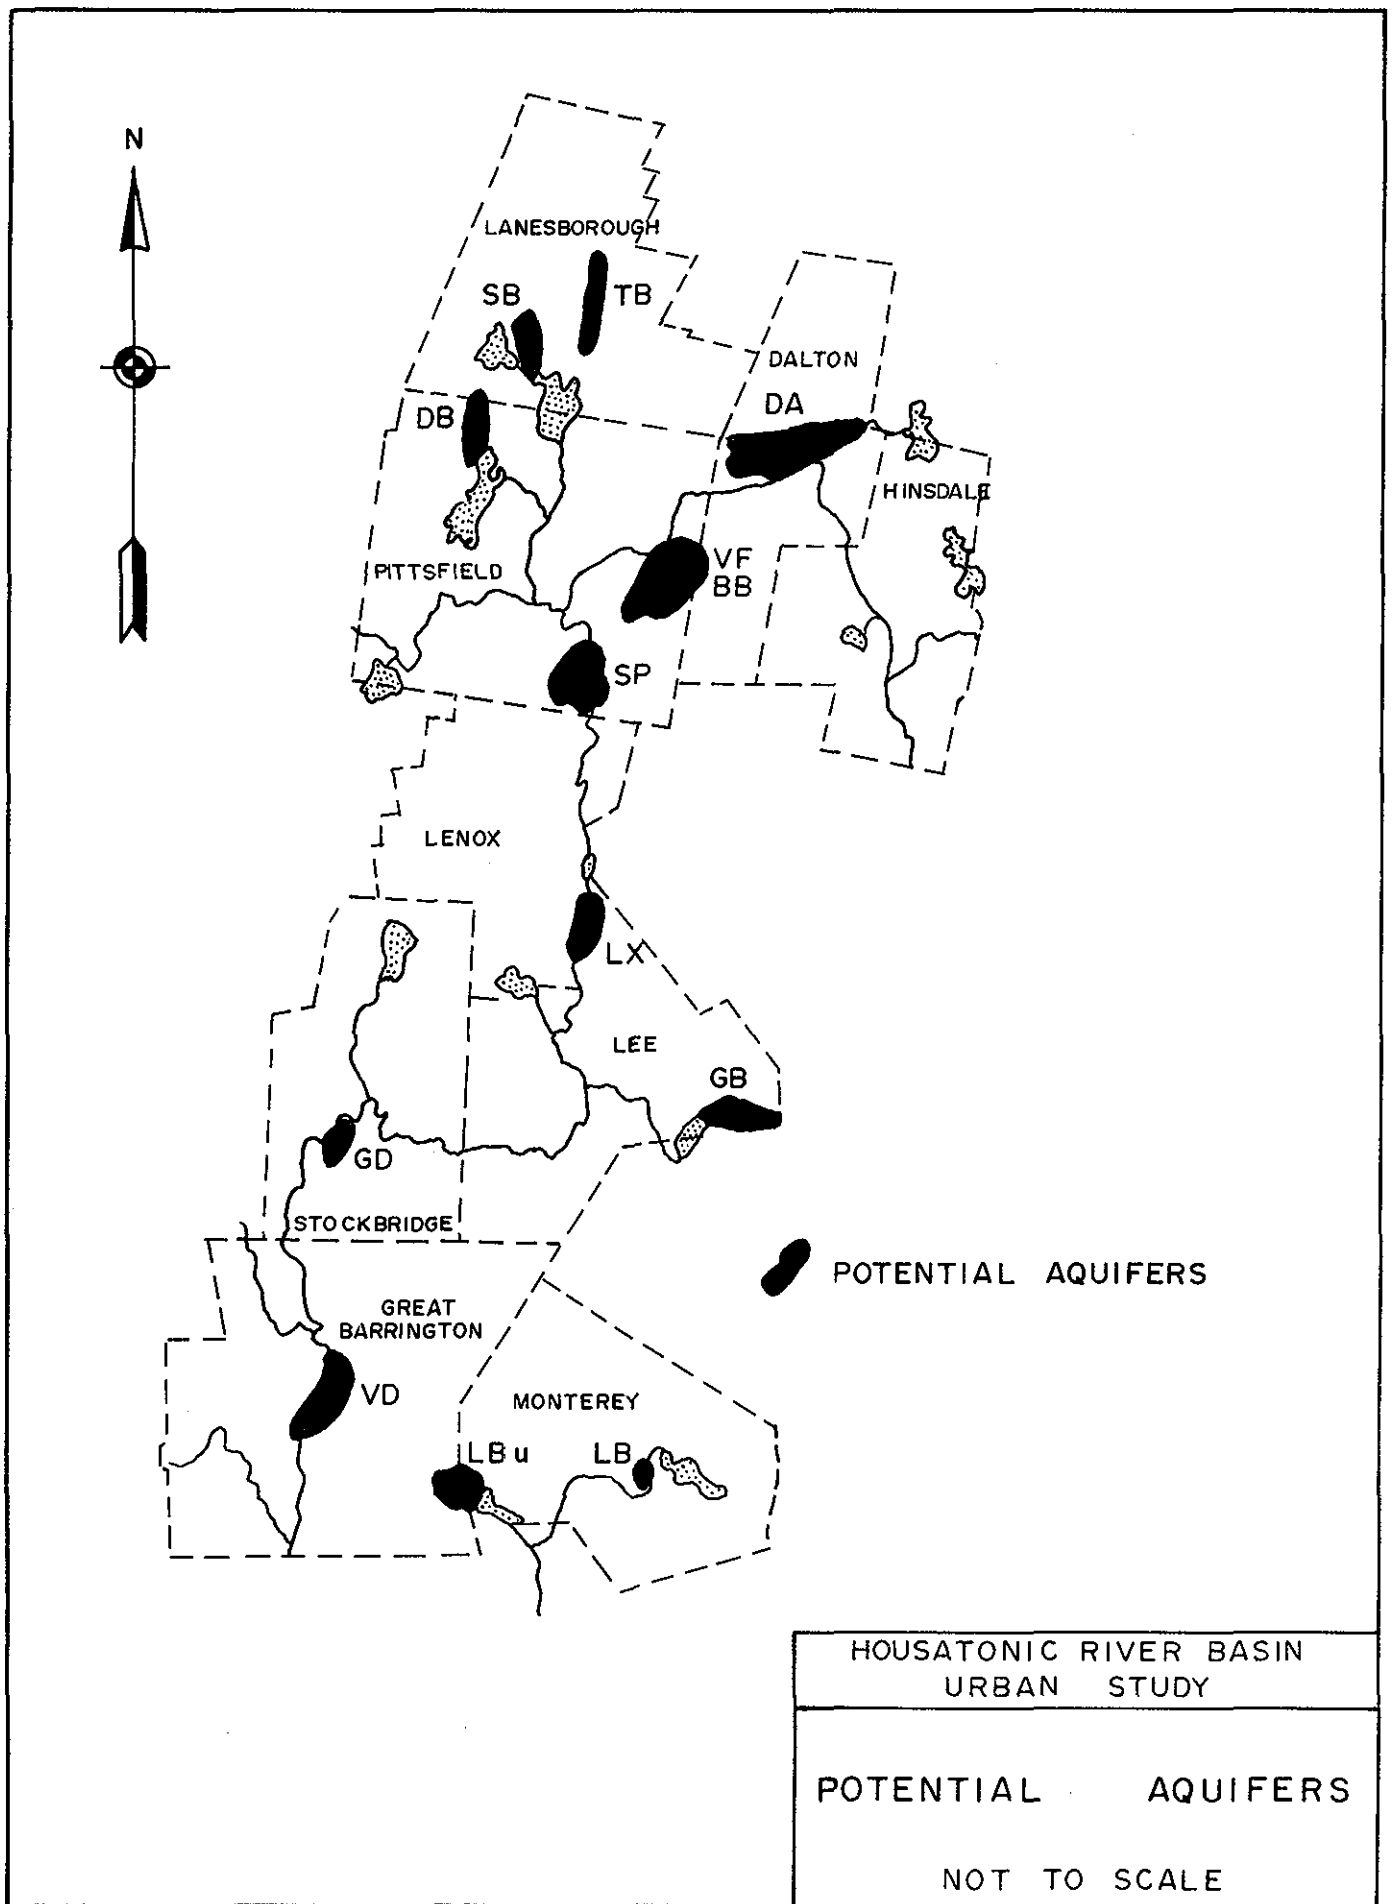 N
LANESBOROUGH
SB
TB
DALTON
DB
DA
HINSDALE
VF
BB
PITTSFIELD
SP
LENOX
LX
LEE
GB
GD
STOCKBRIDGE
POTENTIAL AQUIFERS
GREAT
BARRINGTON
VD
MONTEREY
LBu
LB
HOUSATONIC RIVER BASIN
URBAN STUDY
POTENTIAL AQUIFERS
NOT TO SCALE